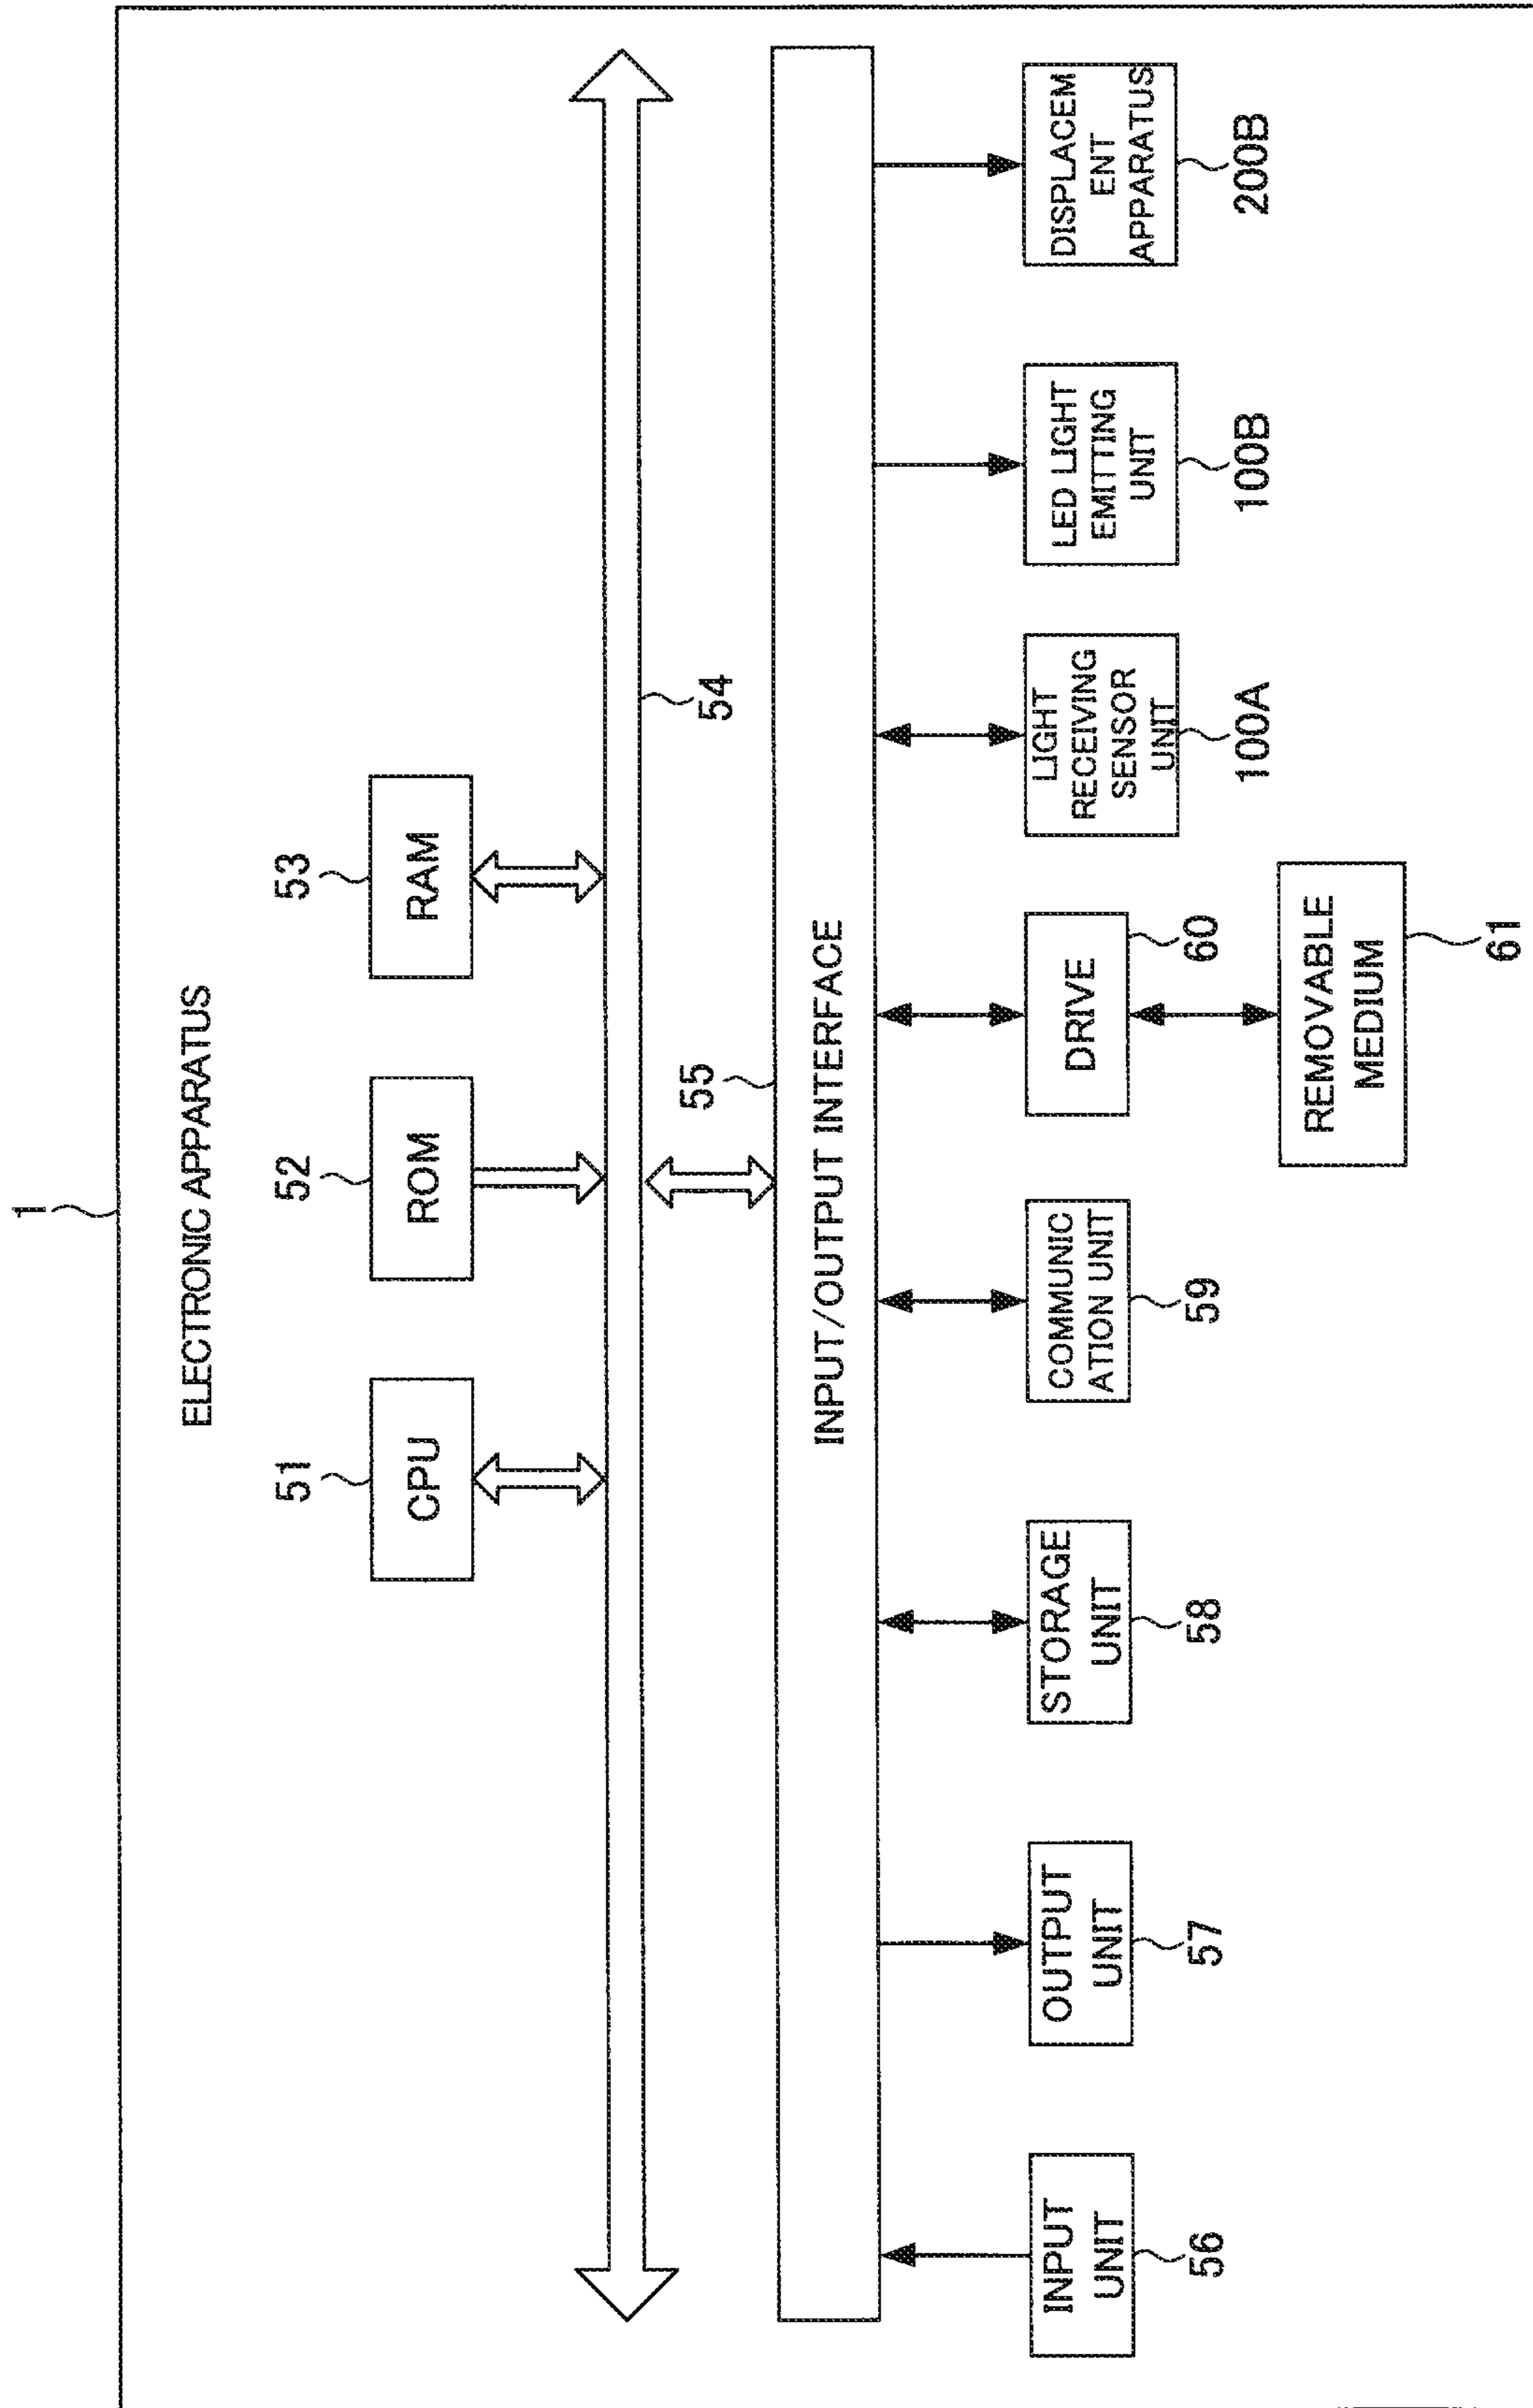 1
ELECTRONIC APPARATUS
51
52
53
CPU
ROM
RAM
54
55
INPUT/OUTPUT INTERFACE
INPUT
UNIT
56
OUTPUT
UNIT
57
STORAGE
UNIT
58
COMMUNIC
ATION UNIT
59
DRIVE
60
REMOVABLE
MEDIUM
61
LIGHT
RECEIVING
SENSOR
UNIT
100A
LED LIGHT
EMITTING
UNIT
100B
DISPLACEM
ENT
APPARATUS
200B